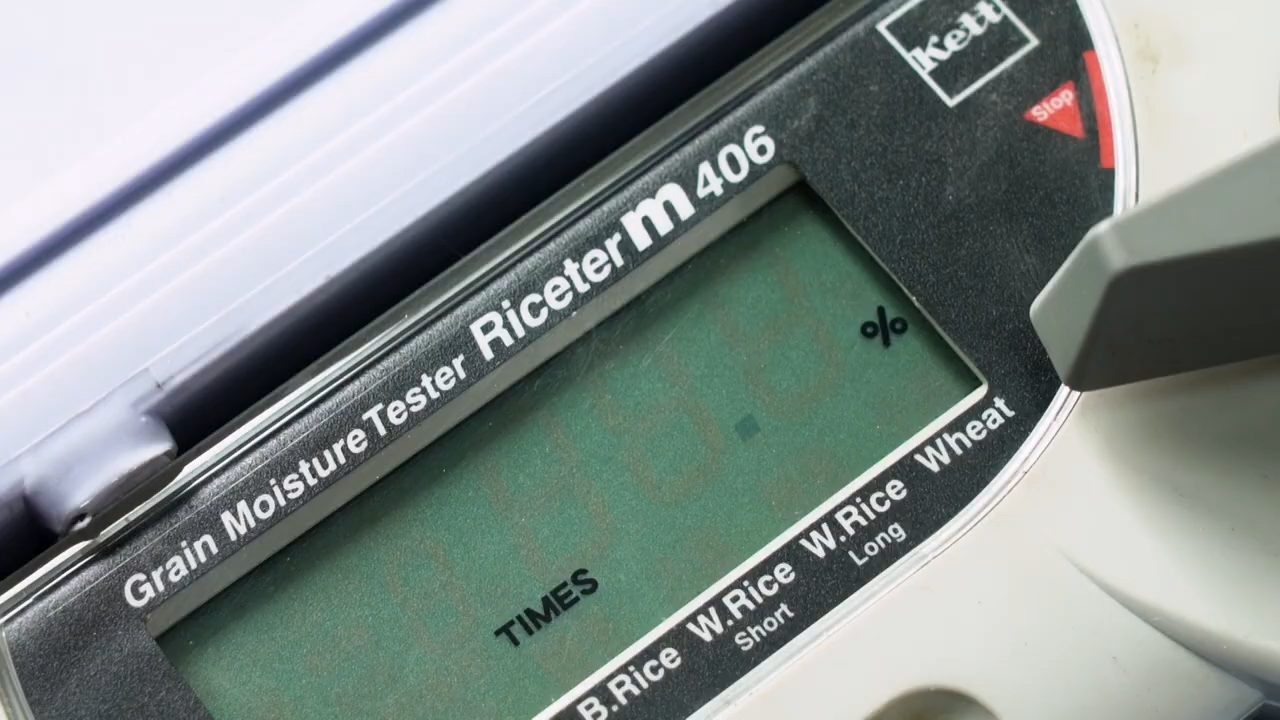 Kett
Stop
Grain Moisture Tester Riceter m 406
%
TIMES
B.Rice W.Rice W.Rice Wheat
Short Long